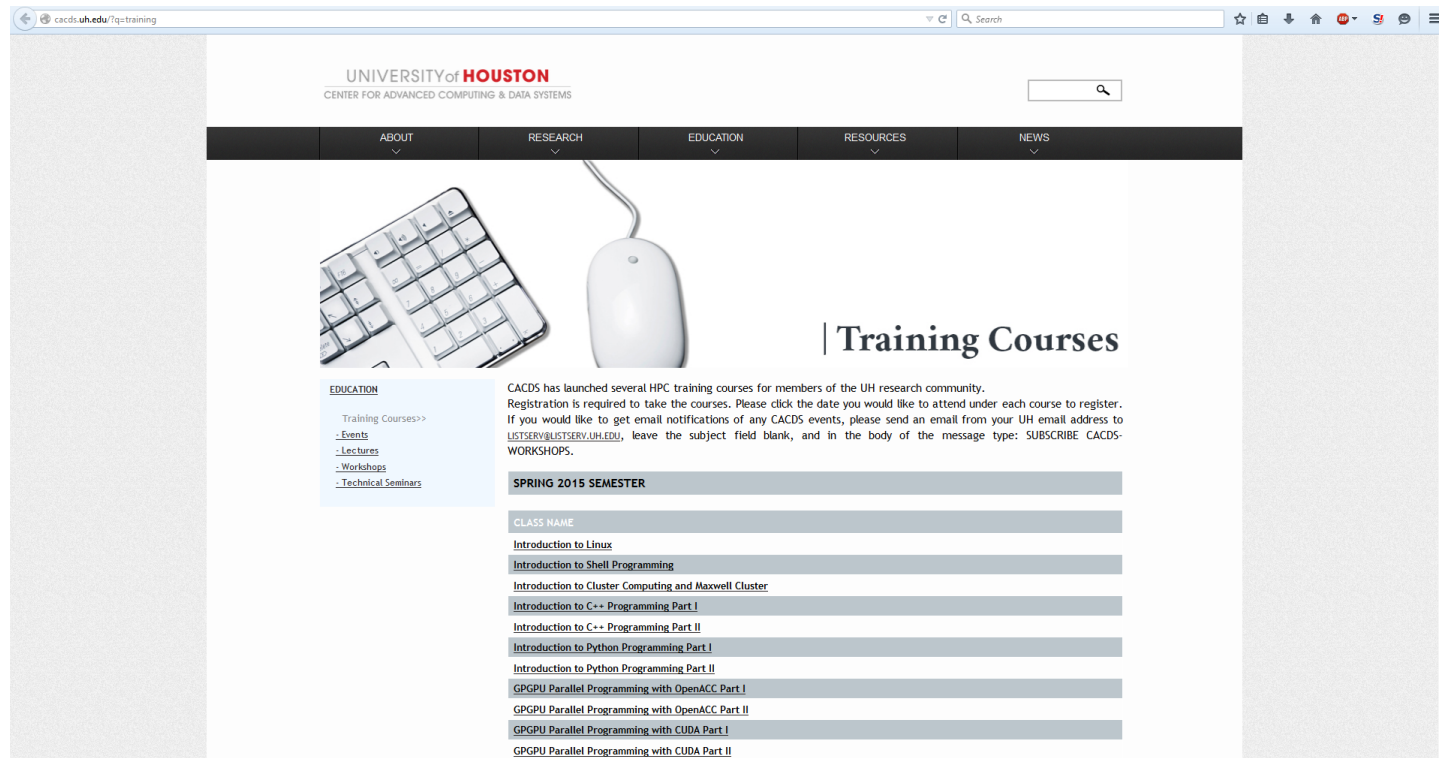 cacds.uh.edu/?q=training
Search
UNIVERSITY of HOUSTON
CENTER FOR ADVANCED COMPUTING & DATA SYSTEMS
ABOUT
RESEARCH
EDUCATION
RESOURCES
NEWS
| Training Courses
EDUCATION
Training Courses>>
- Events
- Lectures
- Workshops
- Technical Seminars
CACDS has launched several HPC training courses for members of the UH research community.
Registration is required to take the courses. Please click the date you would like to attend under each course to register.
If you would like to get email notifications of any CACDS events, please send an email from your UH email address to
LISTSERV@LISTSERV.UH.EDU, leave the subject field blank, and in the body of the message type: SUBSCRIBE CACDS-
WORKSHOPS.
SPRING 2015 SEMESTER
CLASS NAME
Introduction to Linux
Introduction to Shell Programming
Introduction to Cluster Computing and Maxwell Cluster
Introduction to C++ Programming Part I
Introduction to C++ Programming Part II
Introduction to Python Programming Part I
Introduction to Python Programming Part II
GPGPU Parallel Programming with OpenACC Part I
GPGPU Parallel Programming with OpenACC Part II
GPGPU Parallel Programming with CUDA Part I
GPGPU Parallel Programming with CUDA Part II